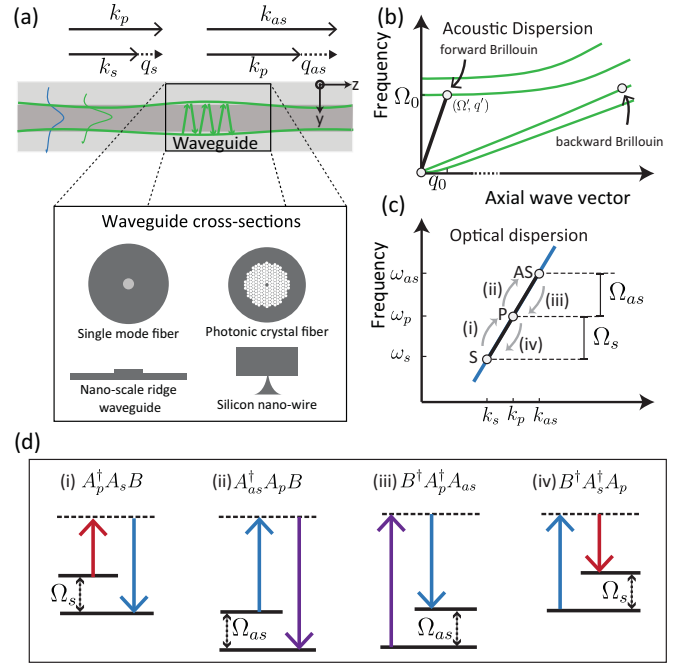 (a)
k_p
k_as
k_s
q_s
k_p
q_as
z
y
Waveguide
Waveguide cross-sections
Single mode fiber
Photonic crystal fiber
Nano-scale ridge
waveguide
Silicon nano-wire
(b)
Acoustic Dispersion
forward Brillouin
Frequency
Ω_0
(Ω', q')
backward Brillouin
q_0
Axial wave vector
(c)
Optical dispersion
Frequency
ω_as
ω_p
ω_s
AS
P
S
(i)
(ii)
(iii)
(iv)
Ω_as
Ω_s
k_s
k_p
k_as
(d)
(i) A_p^† A_s B
(ii) A_as^† A_p B
(iii) B^† A_p^† A_as
(iv) B^† A_s^† A_p
Ω_s
Ω_as
Ω_as
Ω_s